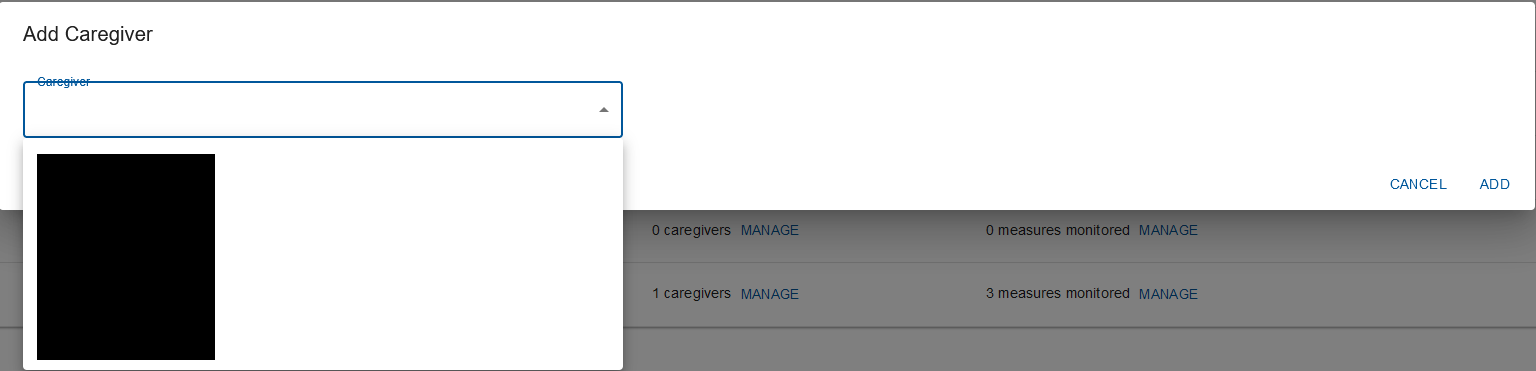 Add Caregiver
Caregiver
CANCEL ADD
0 caregivers MANAGE 0 measures monitored MANAGE
1 caregivers MANAGE 3 measures monitored MANAGE